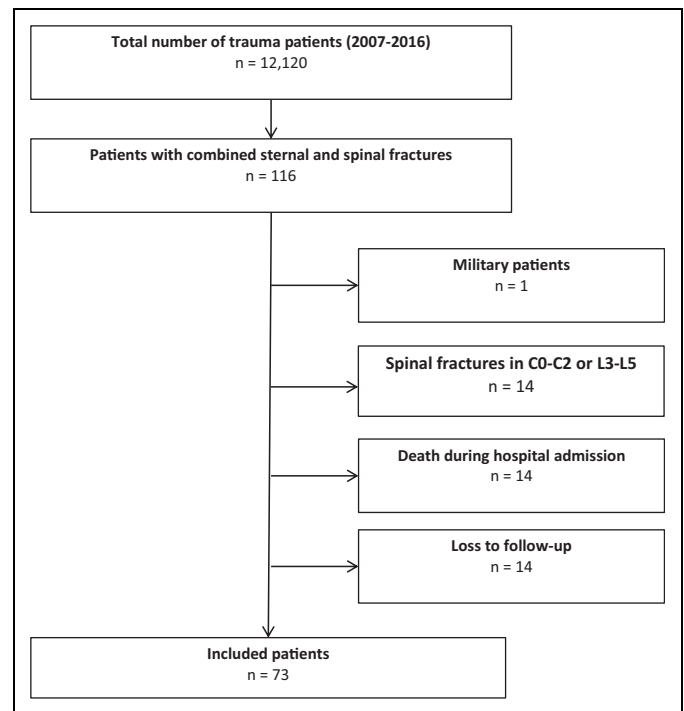 Total number of trauma patients (2007-2016)
n = 12,120
Patients with combined sternal and spinal fractures
n = 116
Military patients
n = 1
Spinal fractures in C0-C2 or L3-L5
n = 14
Death during hospital admission
n = 14
Loss to follow-up
n = 14
Included patients
n = 73